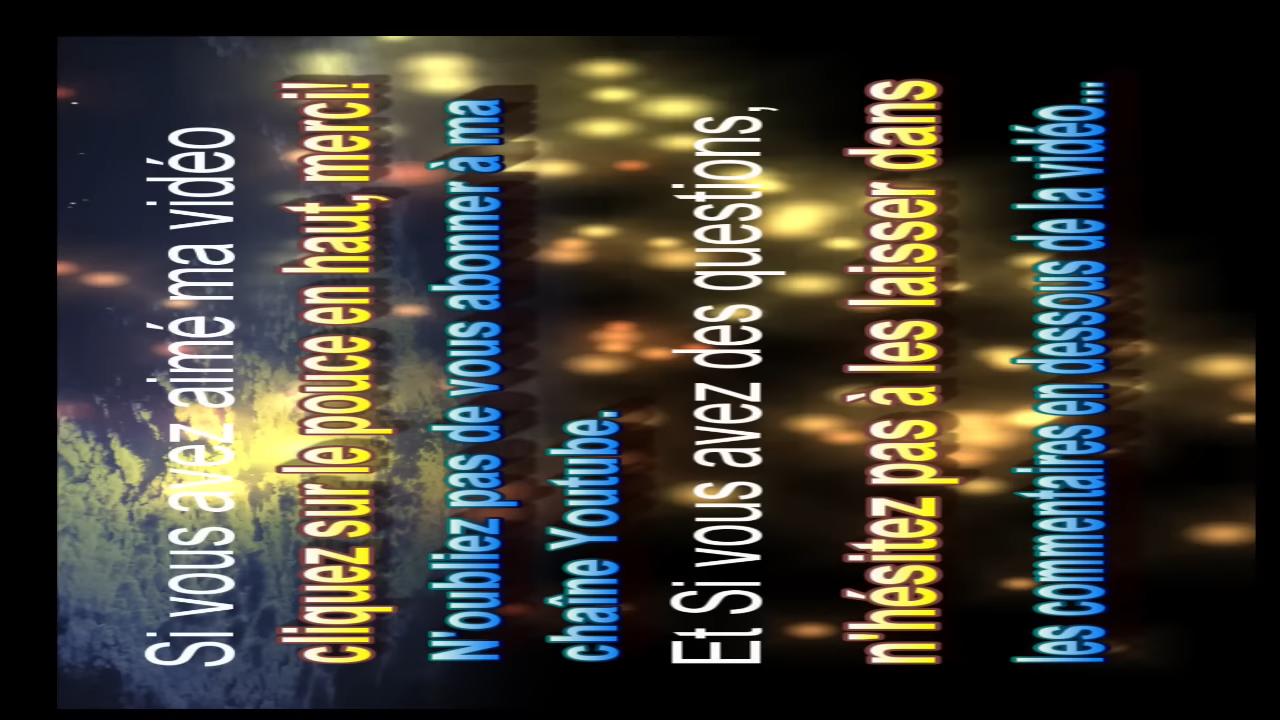 Si vous avez aimé ma vidéo
cliquez sur le pouce en haut, merci!
N'oubliez pas de vous abonner à ma
chaîne Youtube.
Et Si vous avez des questions,
n'hésitez pas à les laisser dans
les commentaires en dessous de la vidéo...